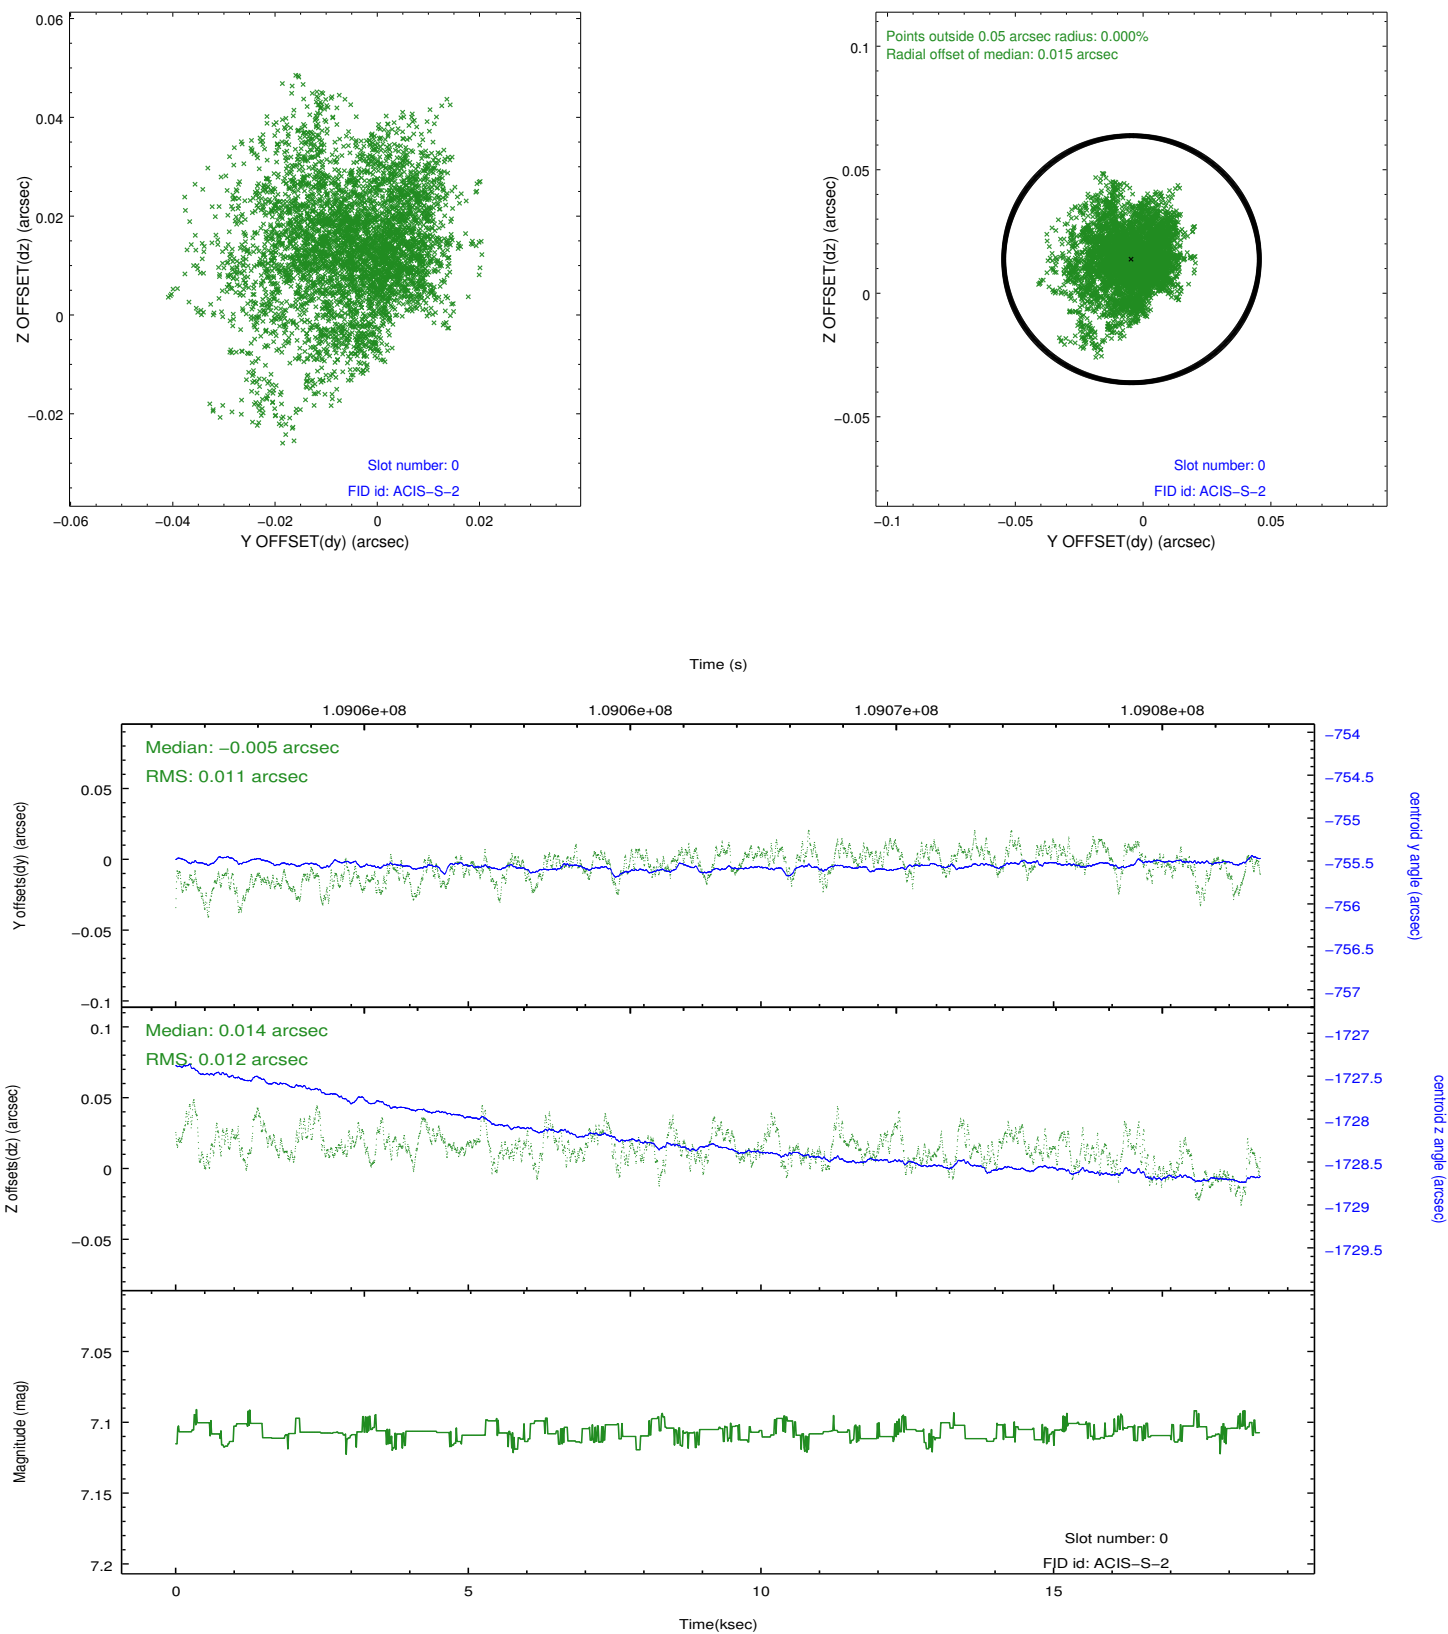 0.06
0.04
0.02
0
−0.02
Z OFFSET(dz) (arcsec)
Slot number: 0
FID id: ACIS−S−2
−0.06
−0.04
−0.02
0
0.02
Y OFFSET(dy) (arcsec)
Points outside 0.05 arcsec radius: 0.000%
Radial offset of median: 0.015 arcsec
0.1
0.05
0
−0.05
Z OFFSET(dz) (arcsec)
Slot number: 0
FID id: ACIS−S−2
−0.1
−0.05
0
0.05
Y OFFSET(dy) (arcsec)
Time (s)
1.0906e+08
1.0906e+08
1.0907e+08
1.0908e+08
Median: −0.005 arcsec
RMS: 0.011 arcsec
0.05
0
−0.05
−0.1
Y offsets(dy) (arcsec)
−754
−754.5
−755
−755.5
−756
−756.5
−757
centroid y angle (arcsec)
Median: 0.014 arcsec
RMS: 0.012 arcsec
0.1
0.05
0
−0.05
Z offsets(dz) (arcsec)
−1727
−1727.5
−1728
−1728.5
−1729
−1729.5
centroid z angle (arcsec)
7.05
7.1
7.15
7.2
Magnitude (mag)
Slot number: 0
FID id: ACIS−S−2
0
5
10
15
Time(ksec)